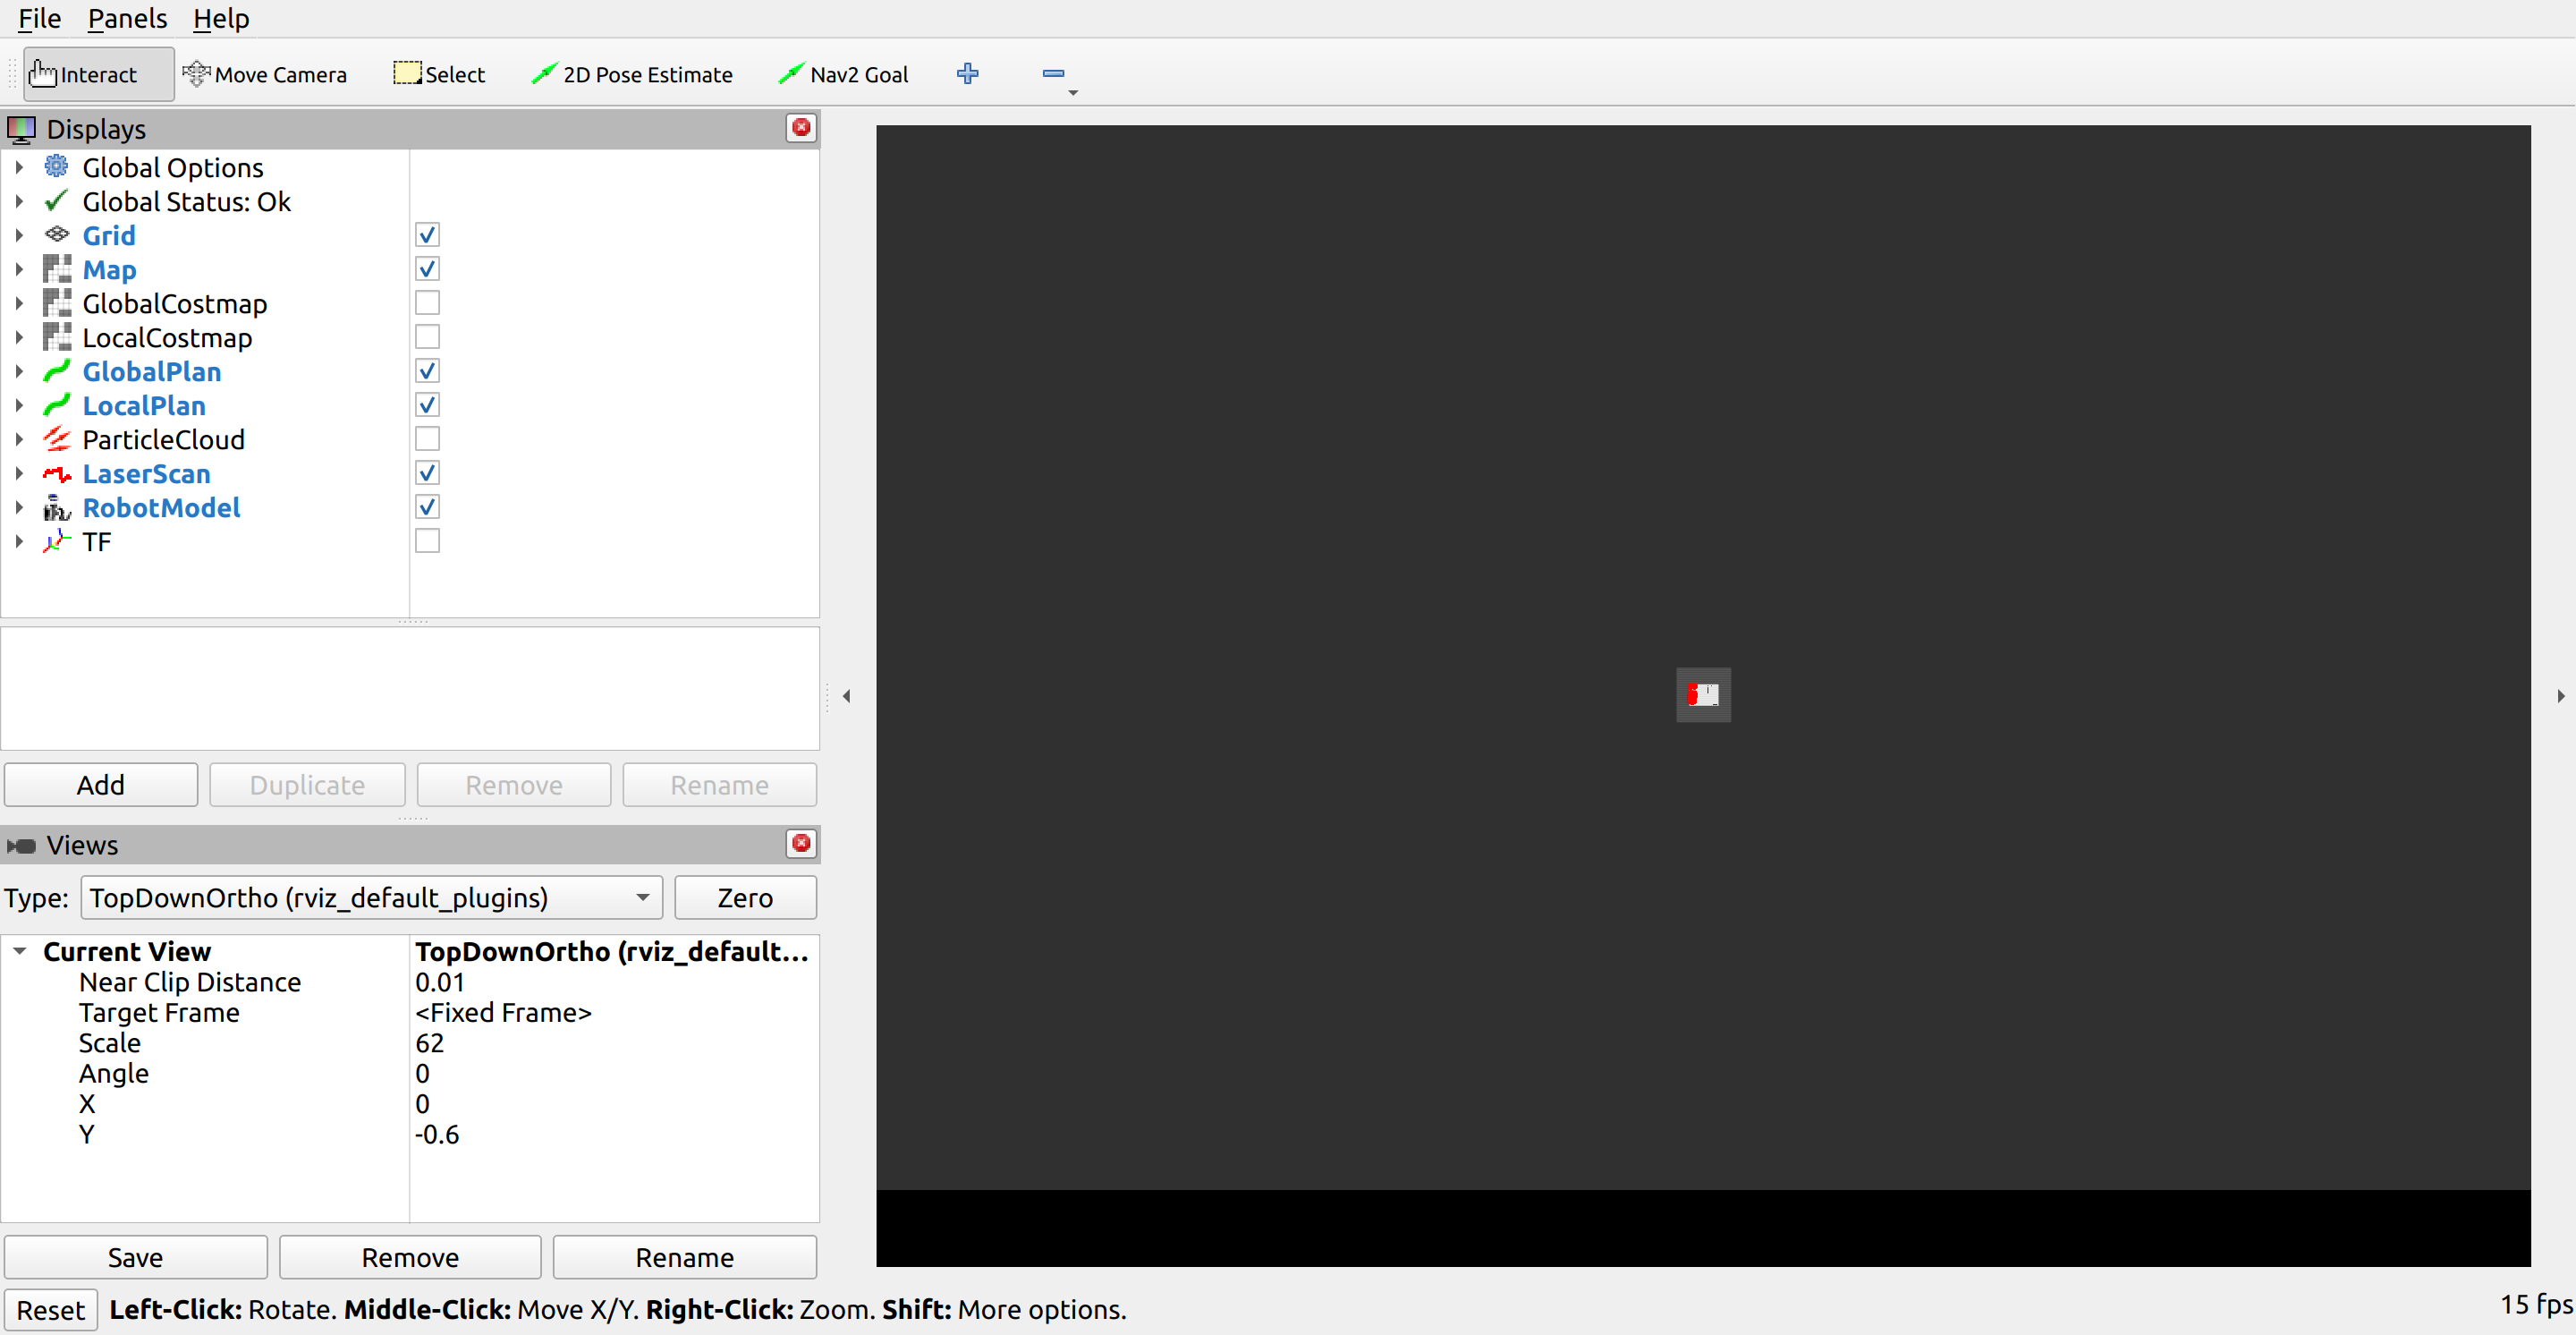 File Panels Help
Interact Move Camera Select 2D Pose Estimate Nav2 Goal
Displays
Global Options
Global Status: Ok
Grid
Map
GlobalCostmap
LocalCostmap
GlobalPlan
LocalPlan
ParticleCloud
LaserScan
RobotModel
TF
Add Duplicate Remove Rename
Views
Type: TopDownOrtho (rviz_default_plugins) Zero
Current View TopDownOrtho (rviz_default...
Near Clip Distance 0.01
Target Frame <Fixed Frame>
Scale 62
Angle 0
X 0
Y -0.6
Save Remove Rename
Reset Left-Click: Rotate. Middle-Click: Move X/Y. Right-Click: Zoom. Shift: More options. 15 fps